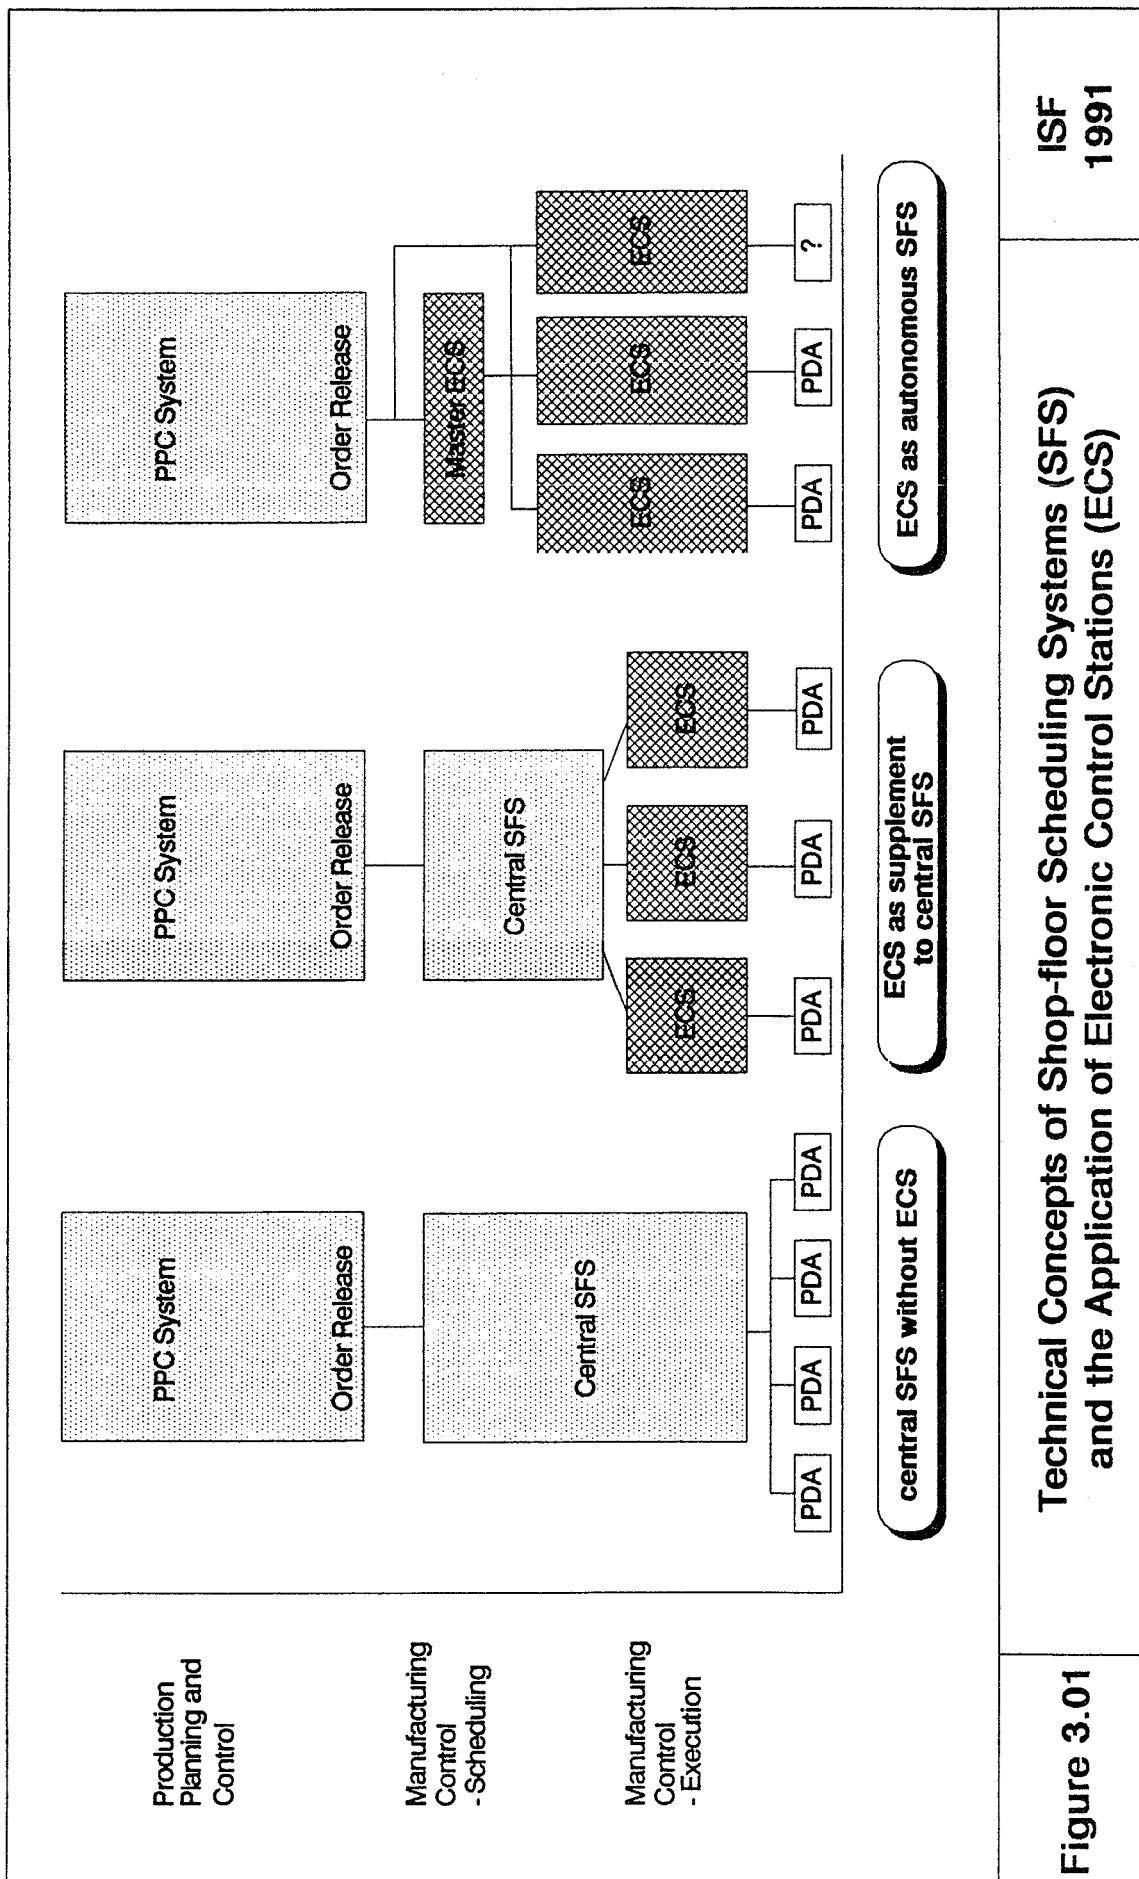 Production
Planning and
Control
Manufacturing
Control
- Scheduling
Manufacturing
Control
- Execution
PPC System
Order Release
Central SFS
PDA
PDA
PDA
PDA
central SFS without ECS
PPC System
Order Release
Central SFS
ECS
ECS
ECS
PDA
PDA
PDA
ECS as supplement
to central SFS
PPC System
Order Release
Master ECS
ECS
ECS
ECS
PDA
PDA
?
ECS as autonomous SFS
Figure 3.01
Technical Concepts of Shop-floor Scheduling Systems (SFS)
and the Application of Electronic Control Stations (ECS)
ISF
1991